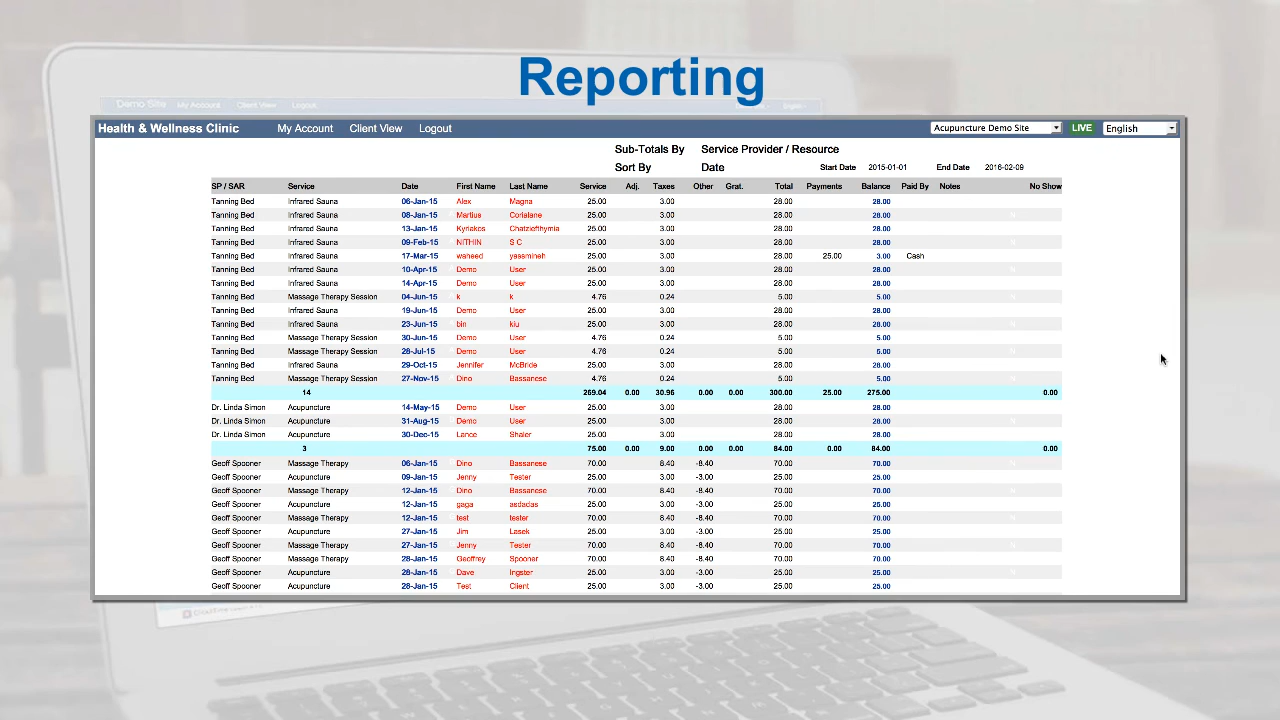 Reporting
Demo Site My Account Client View Logout
Health & Wellness Clinic My Account Client View Logout Acupuncture Demo Site LIVE English
Sub-Totals By Service Provider / Resource
Sort By Date Start Date 2015-01-01 End Date 2016-02-09
SP / SAR Service Date First Name Last Name Service Adj. Taxes Other Grat. Total Payments Balance Paid By Notes No Show
Tanning Bed Infrared Sauna 06-Jan-15 Alex Magna 25.00 3.00 28.00 28.00
Tanning Bed Infrared Sauna 08-Jan-15 Martius Coriolane 25.00 3.00 28.00 28.00 N
Tanning Bed Infrared Sauna 13-Jan-15 Kyriakos Chatziefthymia 25.00 3.00 28.00 28.00
Tanning Bed Infrared Sauna 09-Feb-15 NITHIN S C 25.00 3.00 28.00 28.00 N
Tanning Bed Infrared Sauna 17-Mar-15 waheed yassmineh 25.00 3.00 28.00 25.00 3.00 Cash
Tanning Bed Infrared Sauna 10-Apr-15 Demo User 25.00 3.00 28.00 28.00 N
Tanning Bed Infrared Sauna 14-Apr-15 Demo User 25.00 3.00 28.00 28.00
Tanning Bed Massage Therapy Session 04-Jun-15 k k 4.76 0.24 5.00 5.00 N
Tanning Bed Infrared Sauna 19-Jun-15 Demo User 25.00 3.00 28.00 28.00
Tanning Bed Infrared Sauna 23-Jun-15 bin kiu 25.00 3.00 28.00 28.00 N
Tanning Bed Massage Therapy Session 30-Jun-15 Demo User 4.76 0.24 5.00 5.00
Tanning Bed Massage Therapy Session 28-Jul-15 Demo User 4.76 0.24 5.00 5.00 N
Tanning Bed Infrared Sauna 29-Oct-15 Jennifer McBride 25.00 3.00 28.00 28.00
Tanning Bed Massage Therapy Session 27-Nov-15 Dino Bassanese 4.76 0.24 5.00 5.00 N
14 269.04 0.00 30.96 0.00 0.00 300.00 25.00 275.00 0.00
Dr. Linda Simon Acupuncture 14-May-15 Demo User 25.00 3.00 28.00 28.00
Dr. Linda Simon Acupuncture 31-Aug-15 Demo User 25.00 3.00 28.00 28.00 N
Dr. Linda Simon Acupuncture 30-Dec-15 Lance Shaler 25.00 3.00 28.00 28.00
3 75.00 0.00 9.00 0.00 0.00 84.00 0.00 84.00 0.00
Geoff Spooner Massage Therapy 06-Jan-15 Dino Bassanese 70.00 8.40 -8.40 70.00 70.00 N
Geoff Spooner Acupuncture 09-Jan-15 Jenny Tester 25.00 3.00 -3.00 25.00 25.00
Geoff Spooner Massage Therapy 12-Jan-15 Dino Bassanese 70.00 8.40 -8.40 70.00 70.00 N
Geoff Spooner Acupuncture 12-Jan-15 gaga asdadas 25.00 3.00 -3.00 25.00 25.00
Geoff Spooner Massage Therapy 12-Jan-15 test tester 70.00 8.40 -8.40 70.00 70.00 N
Geoff Spooner Acupuncture 27-Jan-15 Jim Lasek 25.00 3.00 -3.00 25.00 25.00
Geoff Spooner Massage Therapy 27-Jan-15 Jenny Tester 70.00 8.40 -8.40 70.00 70.00 N
Geoff Spooner Massage Therapy 28-Jan-15 Geoffrey Spooner 70.00 8.40 -8.40 70.00 70.00
Geoff Spooner Acupuncture 28-Jan-15 Dave Ingster 25.00 3.00 -3.00 25.00 25.00 N
Geoff Spooner Acupuncture 28-Jan-15 Test Client 25.00 3.00 -3.00 25.00 25.00